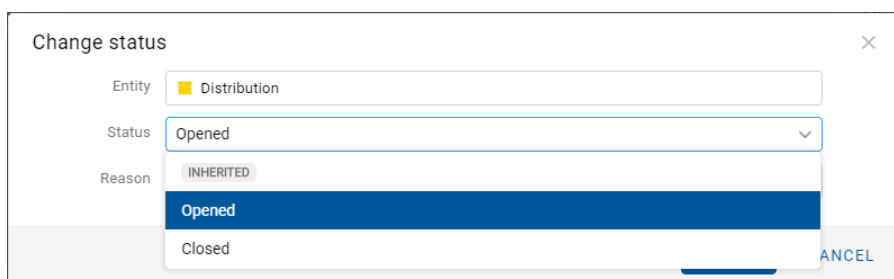 Change status
Entity
Distribution
Status
Opened
Reason
INHERITED
Opened
Closed
ANCEL